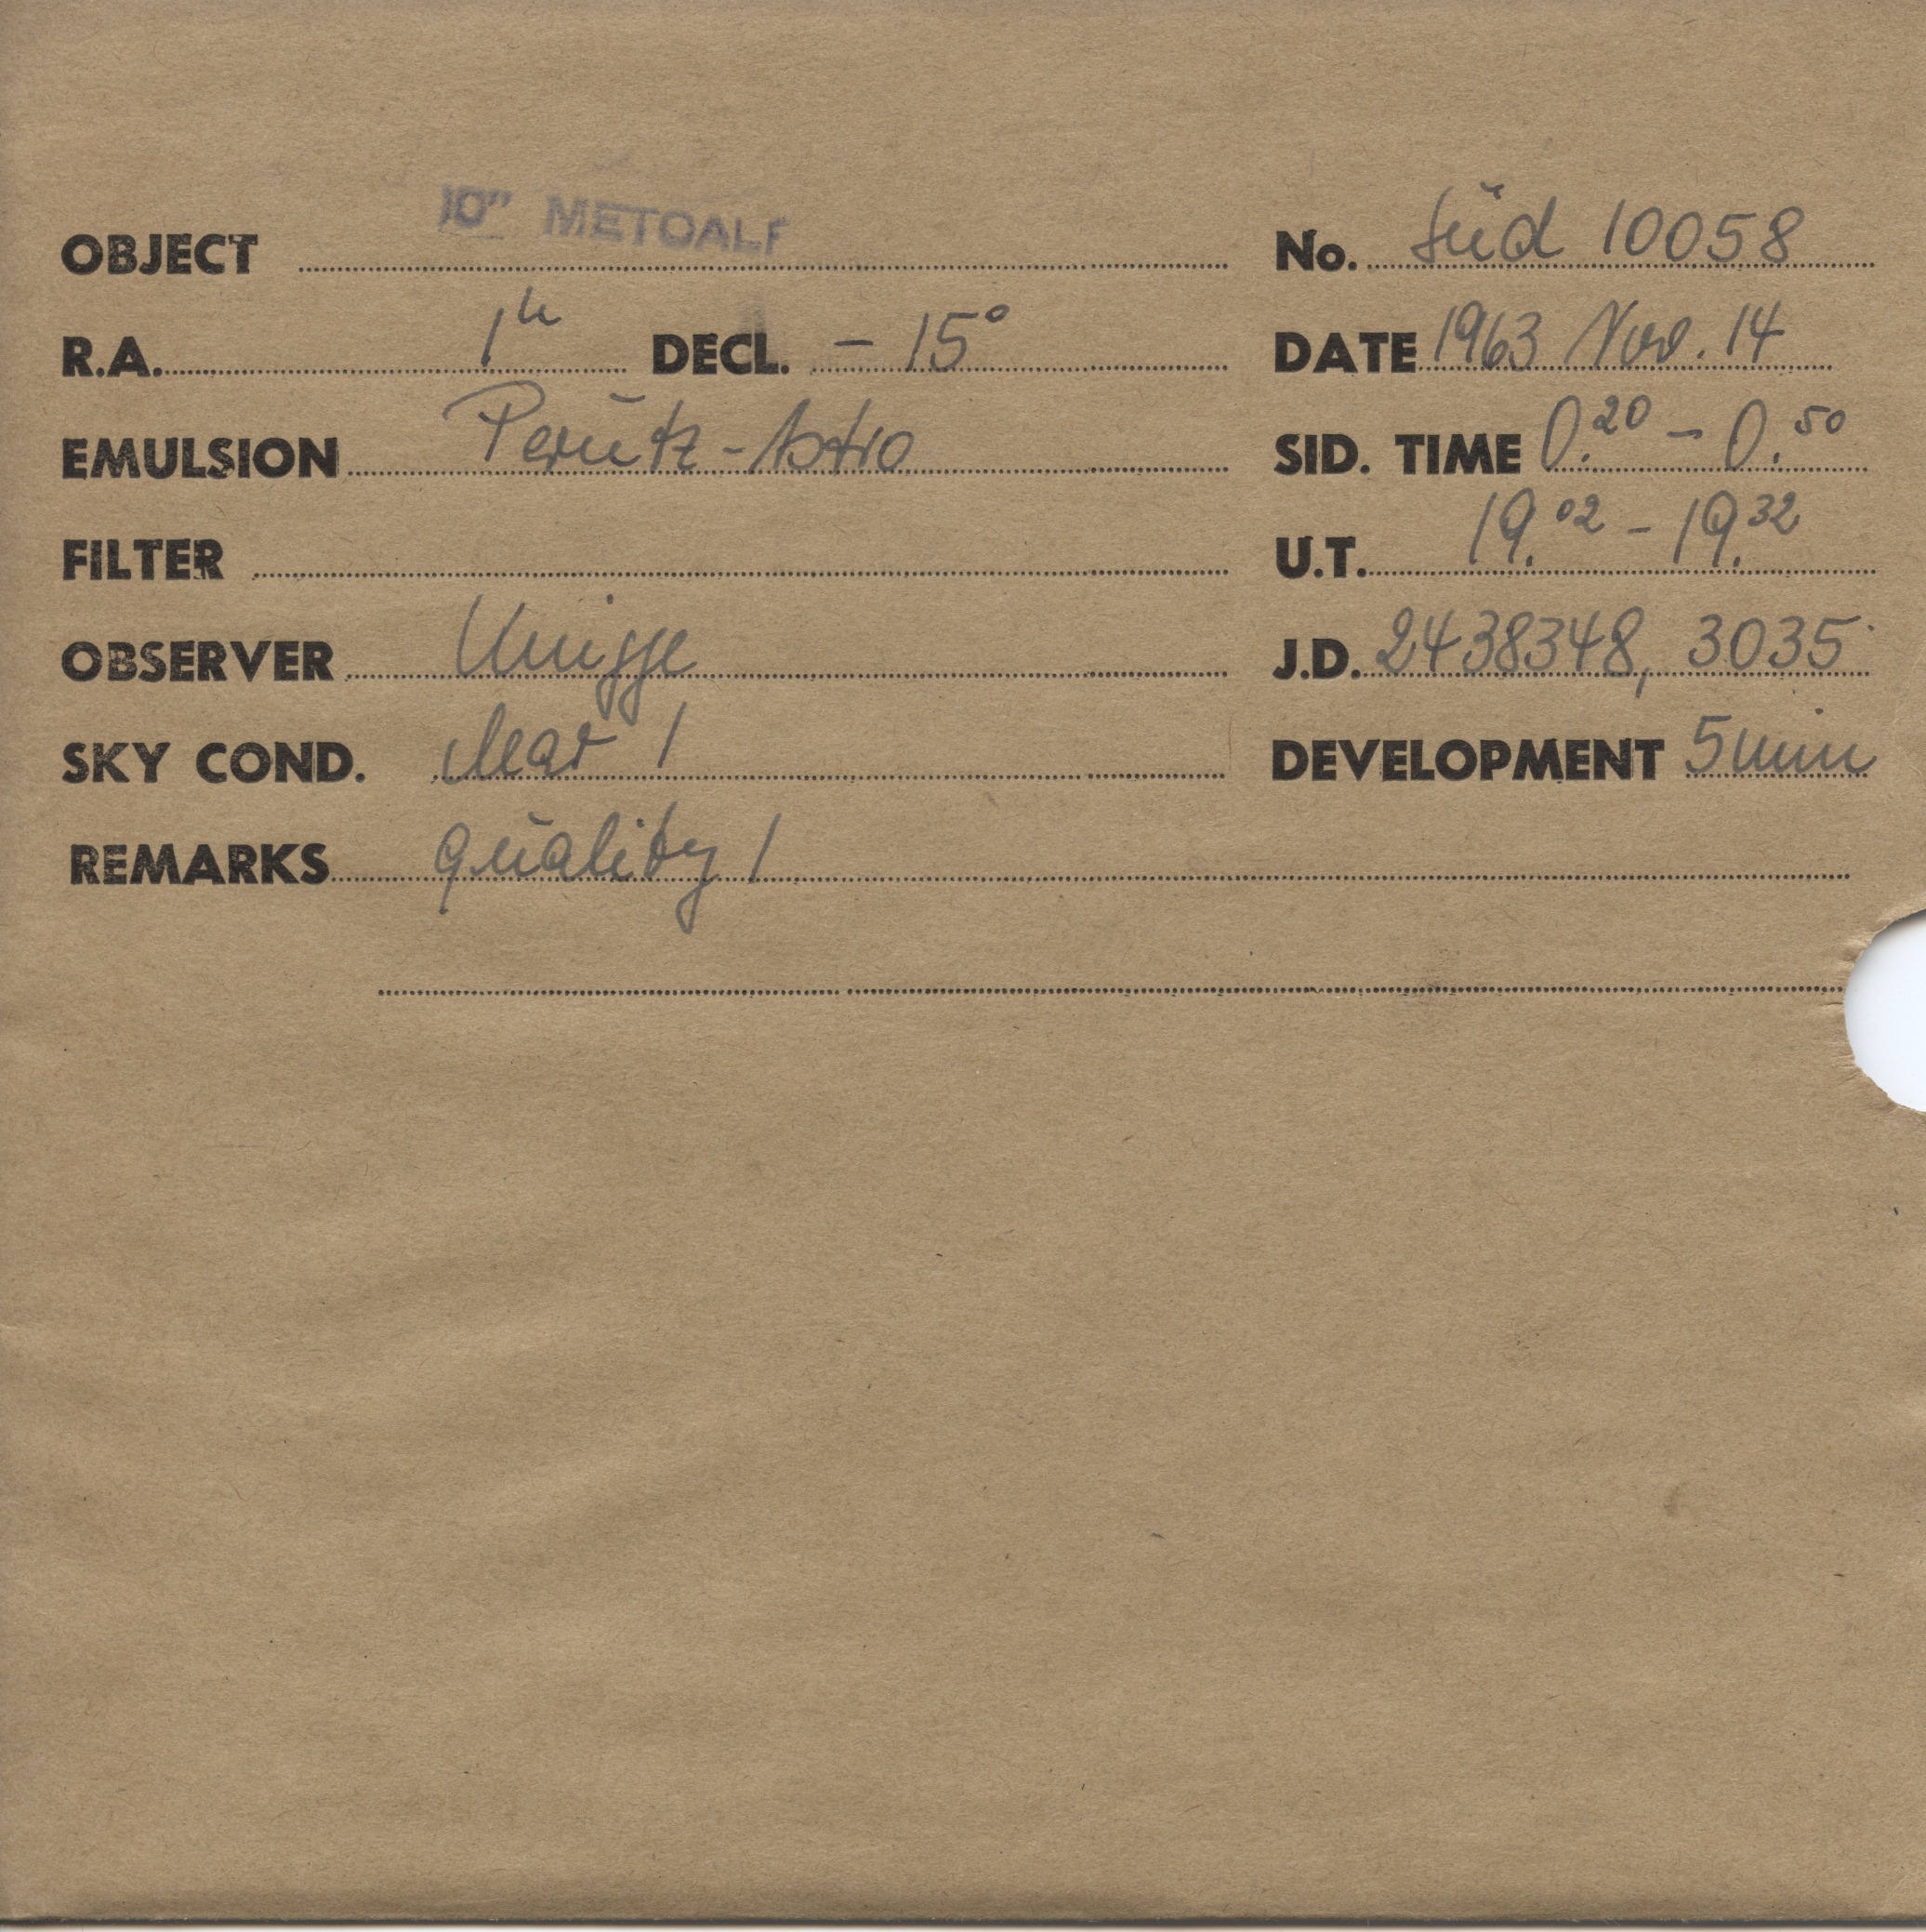 10" METCALF
OBJECT No. Süd 10058
R.A. 1h DECL. - 15° DATE 1963 Nov. 14
EMULSION Perutz-Astro SID. TIME 0.20 - 0.50
FILTER U.T. 19.02 - 19.32
OBSERVER J.D. 2438348, 3035
SKY COND. clear 1 DEVELOPMENT 5 min
REMARKS quality 1